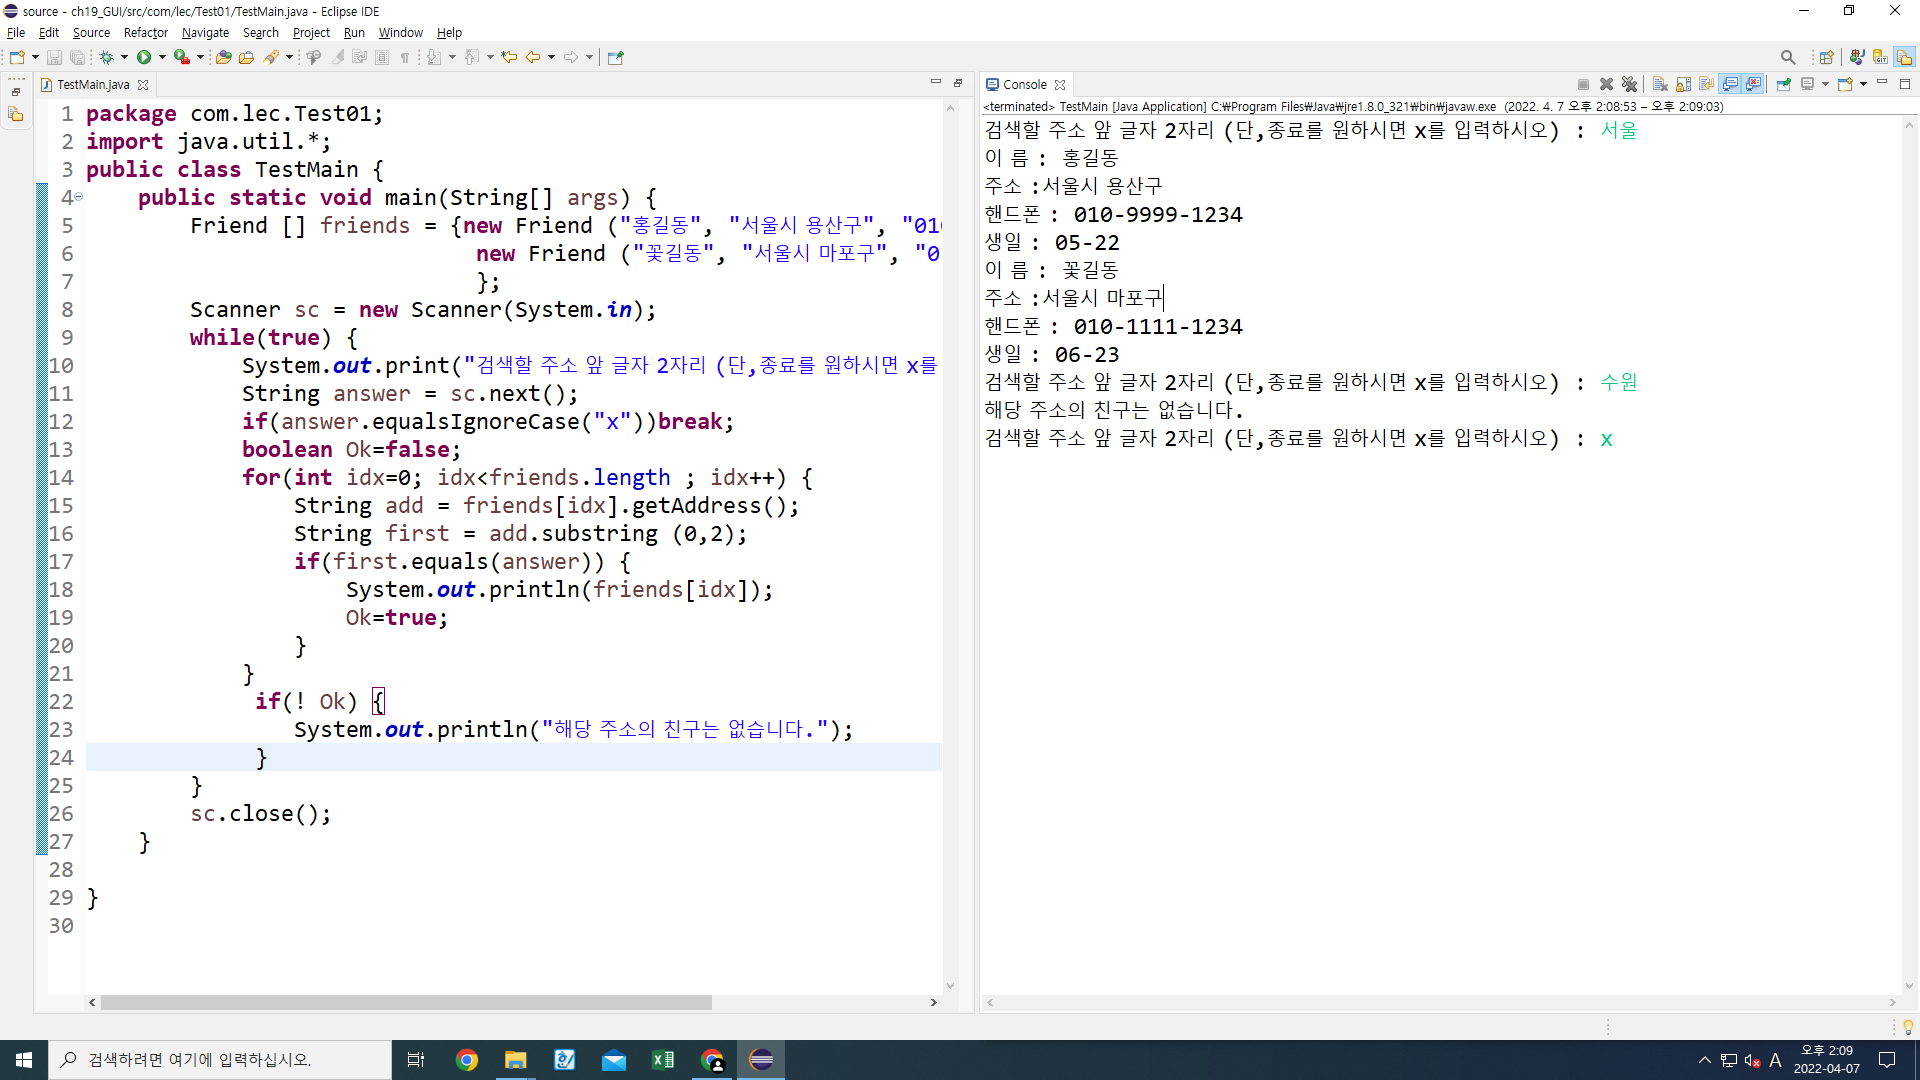 source - ch19_GUI/src/com/lec/Test01/TestMain.java - Eclipse IDE
File Edit Source Refactor Navigate Search Project Run Window Help
TestMain.java
1 package com.lec.Test01;
2 import java.util.*;
3 public class TestMain {
4 public static void main(String[] args) {
5 Friend [] friends = {new Friend ("홍길동", "서울시 용산구", "010
6 new Friend ("꽃길동", "서울시 마포구", "0
7 };
8 Scanner sc = new Scanner(System.in);
9 while(true) {
10 System.out.print("검색할 주소 앞 글자 2자리 (단,종료를 원하시면 x를
11 String answer = sc.next();
12 if(answer.equalsIgnoreCase("x"))break;
13 boolean Ok=false;
14 for(int idx=0; idx<friends.length ; idx++) {
15 String add = friends[idx].getAddress();
16 String first = add.substring (0,2);
17 if(first.equals(answer)) {
18 System.out.println(friends[idx]);
19 Ok=true;
20 }
21 }
22 if(! Ok) {
23 System.out.println("해당 주소의 친구는 없습니다.");
24 }
25 }
26 sc.close();
27 }
28
29 }
30
Console
<terminated> TestMain [Java Application] C:₩Program Files₩Java₩jre1.8.0_321₩bin₩javaw.exe (2022. 4. 7 오후 2:08:53 – 오후 2:09:03)
검색할 주소 앞 글자 2자리 (단,종료를 원하시면 x를 입력하시오) : 서울
이 름 : 홍길동
주소 :서울시 용산구
핸드폰 : 010-9999-1234
생일 : 05-22
이 름 : 꽃길동
주소 :서울시 마포구
핸드폰 : 010-1111-1234
생일 : 06-23
검색할 주소 앞 글자 2자리 (단,종료를 원하시면 x를 입력하시오) : 수원
해당 주소의 친구는 없습니다.
검색할 주소 앞 글자 2자리 (단,종료를 원하시면 x를 입력하시오) : x
검색하려면 여기에 입력하십시오.
A
오후 2:09
2022-04-07